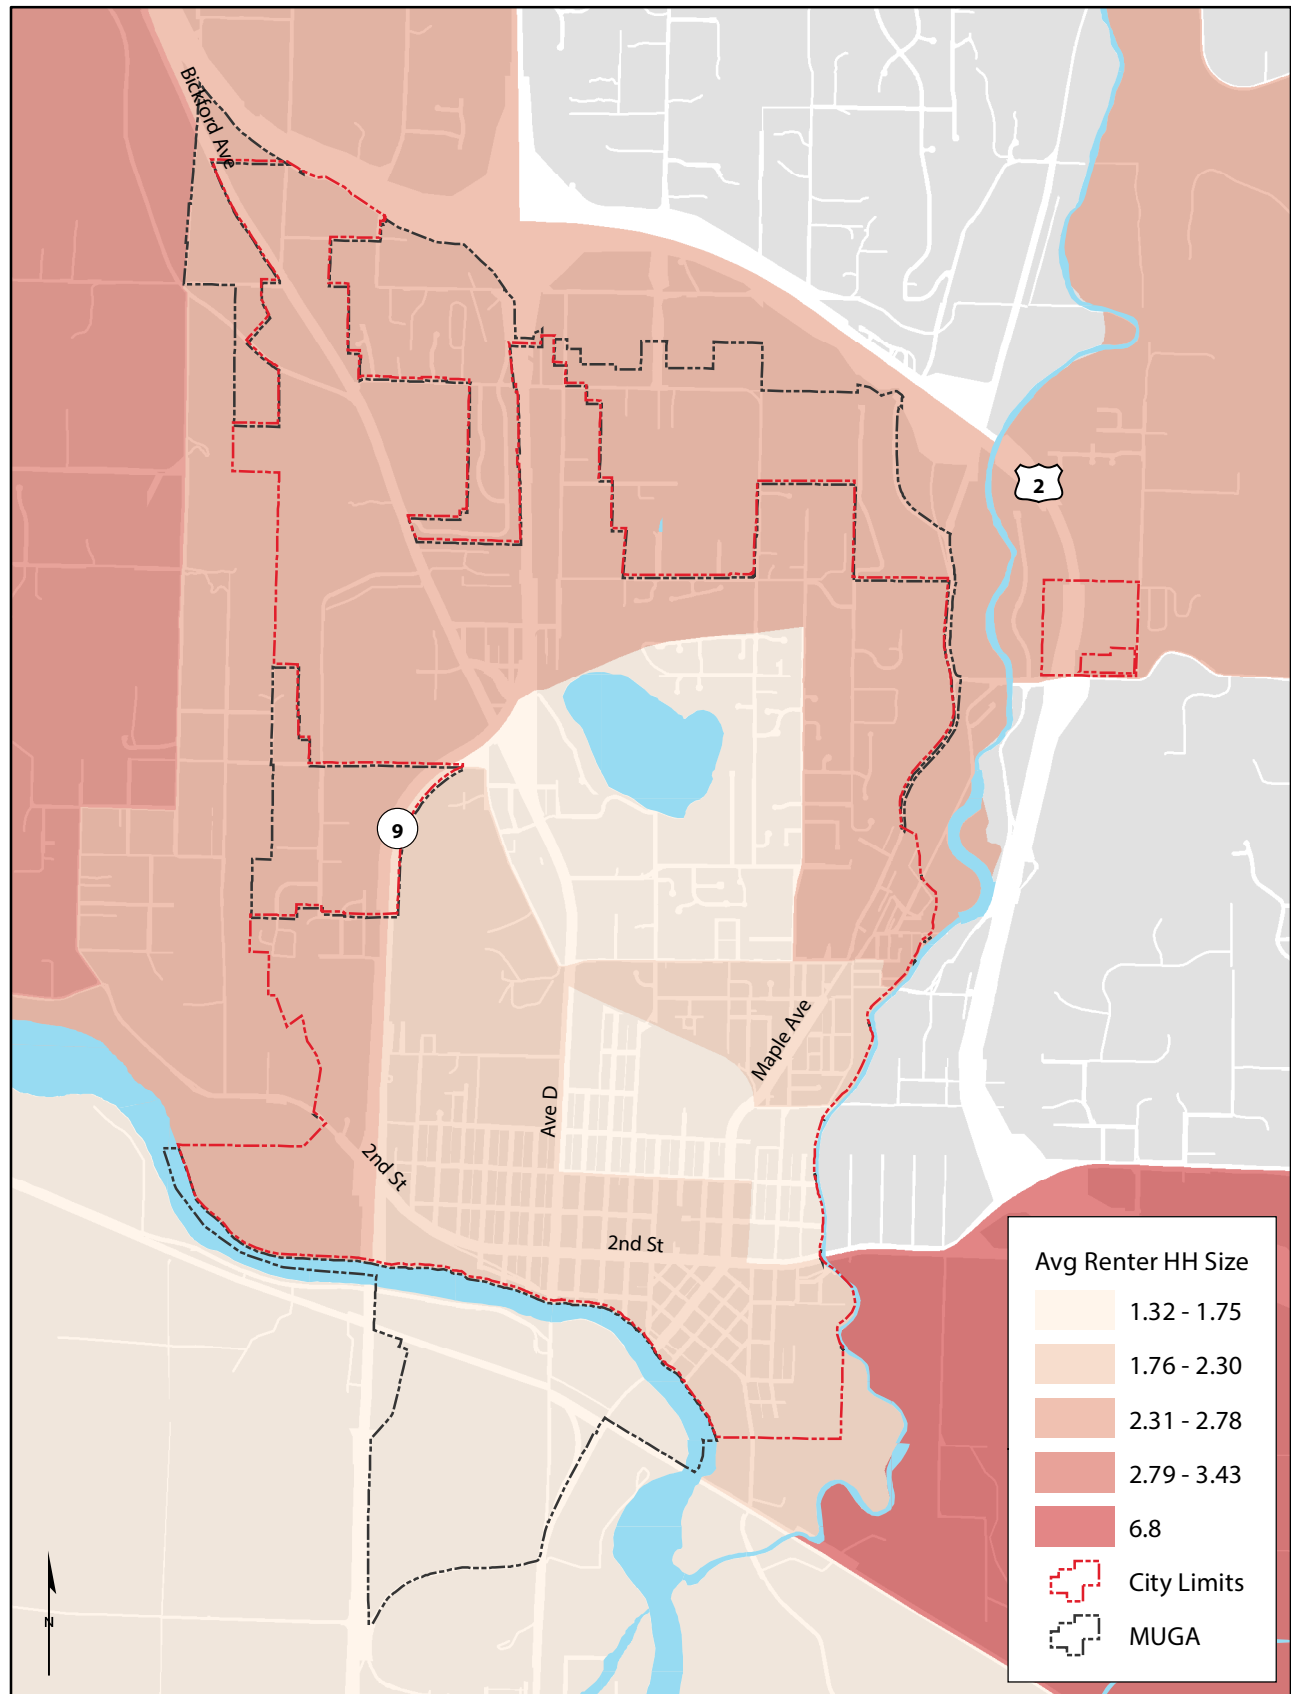 Bickford Ave
2
9
Maple Ave
Ave D
2nd St
2nd St
Avg Renter HH Size
1.32 - 1.75
1.76 - 2.30
2.31 - 2.78
2.79 - 3.43
6.8
City Limits
MUGA
N